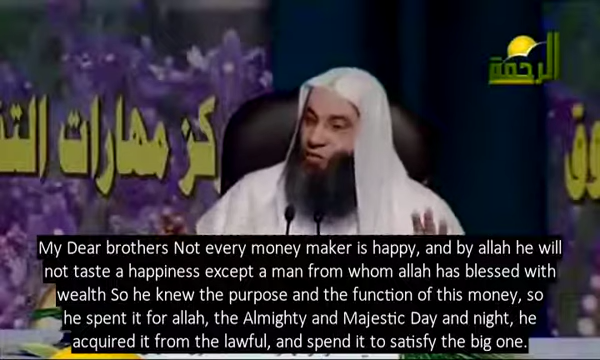 الرحمة
ركز مهارات الت
وق
My Dear brothers Not every money maker is happy, and by allah he will
not taste a happiness except a man from whom allah has blessed with
wealth So he knew the purpose and the function of this money, so
he spent it for allah, the Almighty and Majestic Day and night, he
acquired it from the lawful, and spend it to satisfy the big one.